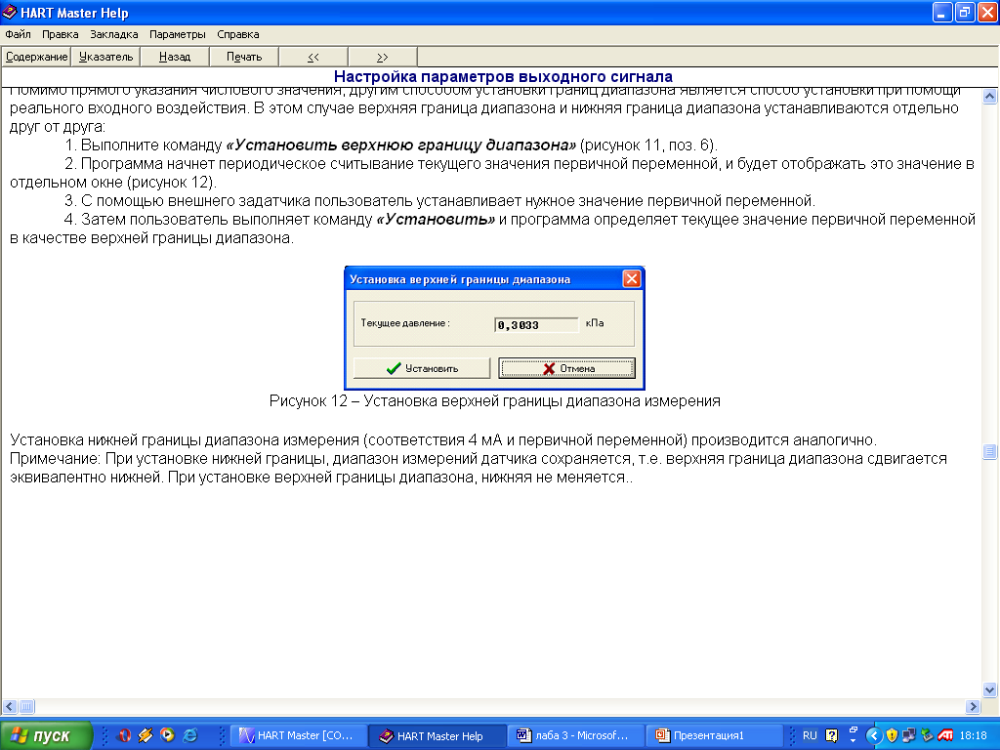 HART Master Help
Файл Правка Закладка Параметры Справка
Содержание Указатель Назад Печать << >>
Настройка параметров выходного сигнала
Помимо прямого указания числового значения, другим способом установки границ диапазона является способ установки при помощи
реального входного воздействия. В этом случае верхняя граница диапазона и нижняя граница диапазона устанавливаются отдельно
друг от друга:
1. Выполните команду «Установить верхнюю границу диапазона» (рисунок 11, поз. 6).
2. Программа начнет периодическое считывание текущего значения первичной переменной, и будет отображать это значение в
отдельном окне (рисунок 12).
3. С помощью внешнего задатчика пользователь устанавливает нужное значение первичной переменной.
4. Затем пользователь выполняет команду «Установить» и программа определяет текущее значение первичной переменной
в качестве верхней границы диапазона.
Установка верхней границы диапазона
Текущее давление : 0,3033 кПа
Установить Отмена
Рисунок 12 – Установка верхней границы диапазона измерения
Установка нижней границы диапазона измерения (соответствия 4 мА и первичной переменной) производится аналогично.
Примечание: При установке нижней границы, диапазон измерений датчика сохраняется, т.е. верхняя граница диапазона сдвигается
эквивалентно нижней. При установке верхней границы диапазона, нижняя не меняется..
пуск HART Master [CO... HART Master Help лаба 3 - Microsof... Презентация1 RU 18:18